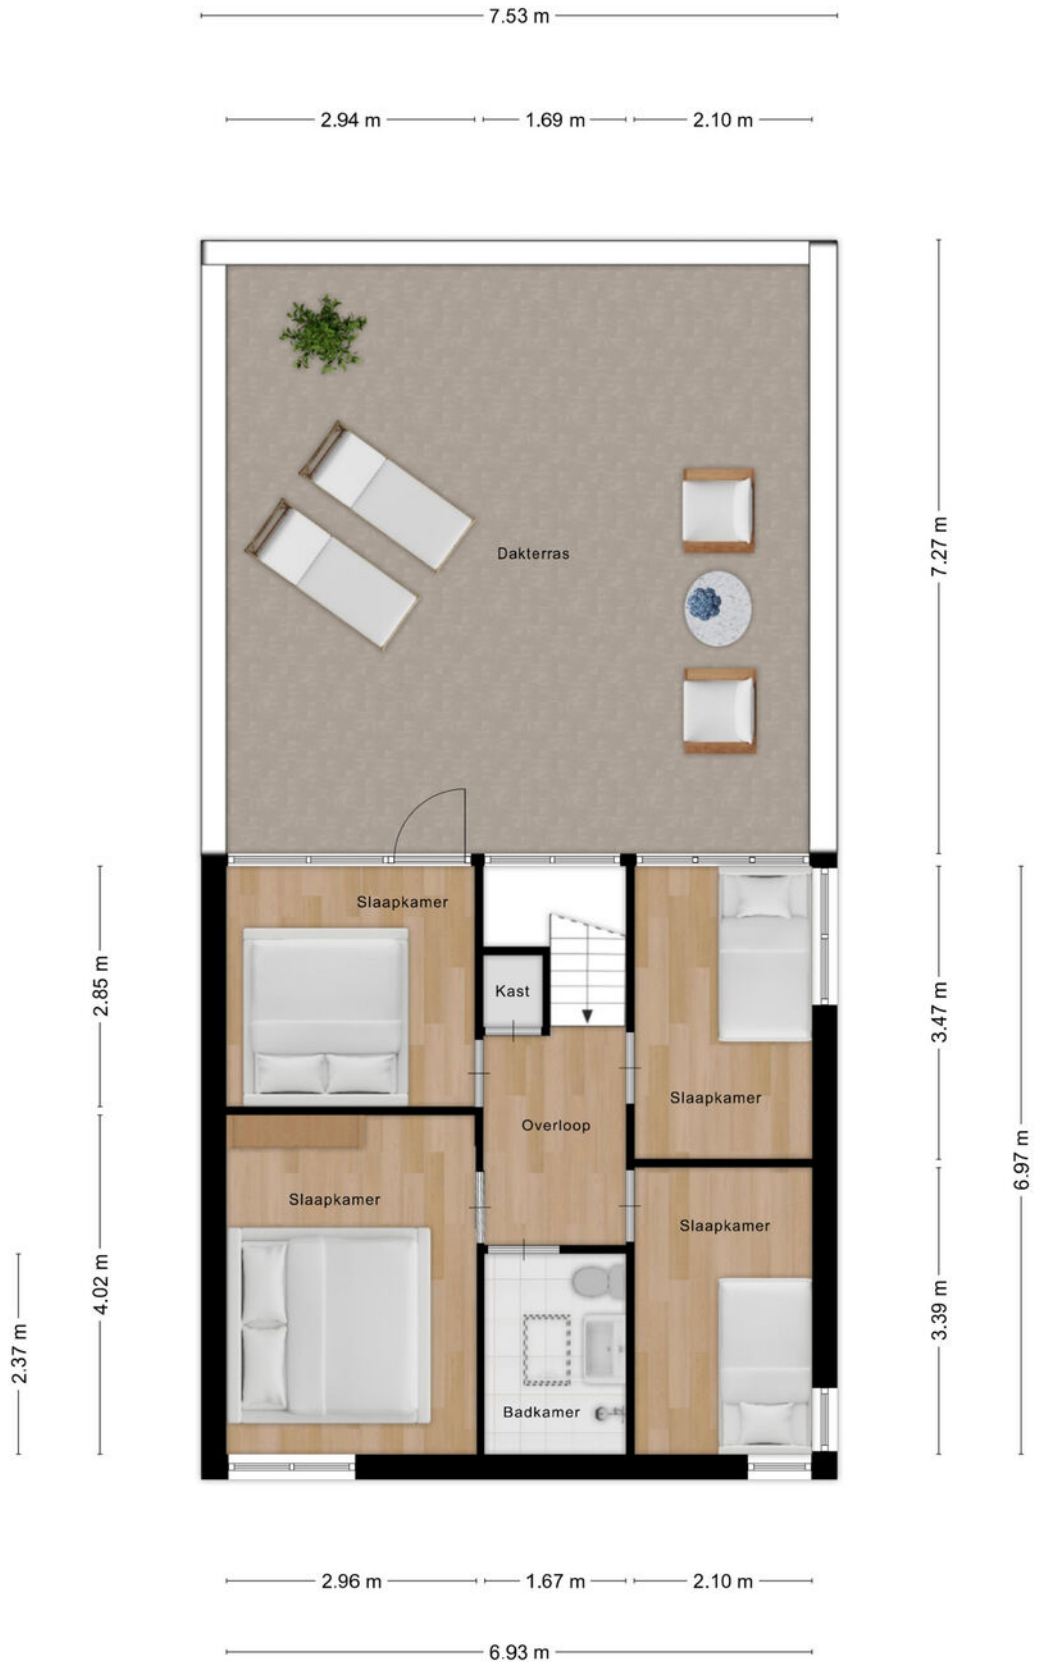 7.53 m
2.94 m
1.69 m
2.10 m
Dakterras
7.27 m
Slaapkamer
2.85 m
Kast
3.47 m
Slaapkamer
Overloop
6.97 m
Slaapkamer
Slaapkamer
4.02 m
3.39 m
2.37 m
Badkamer
2.96 m
1.67 m
2.10 m
6.93 m